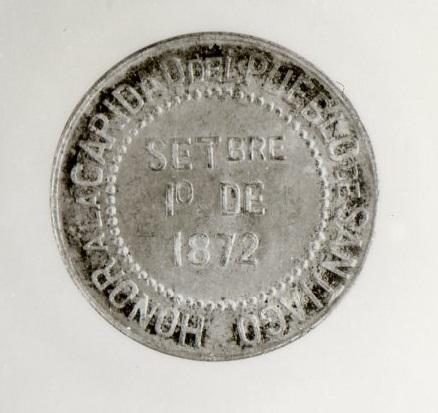 HONOR A LA CARIDAD DEL PUEBLO DE SANTIAGO
SETBRE
1O DE
1872